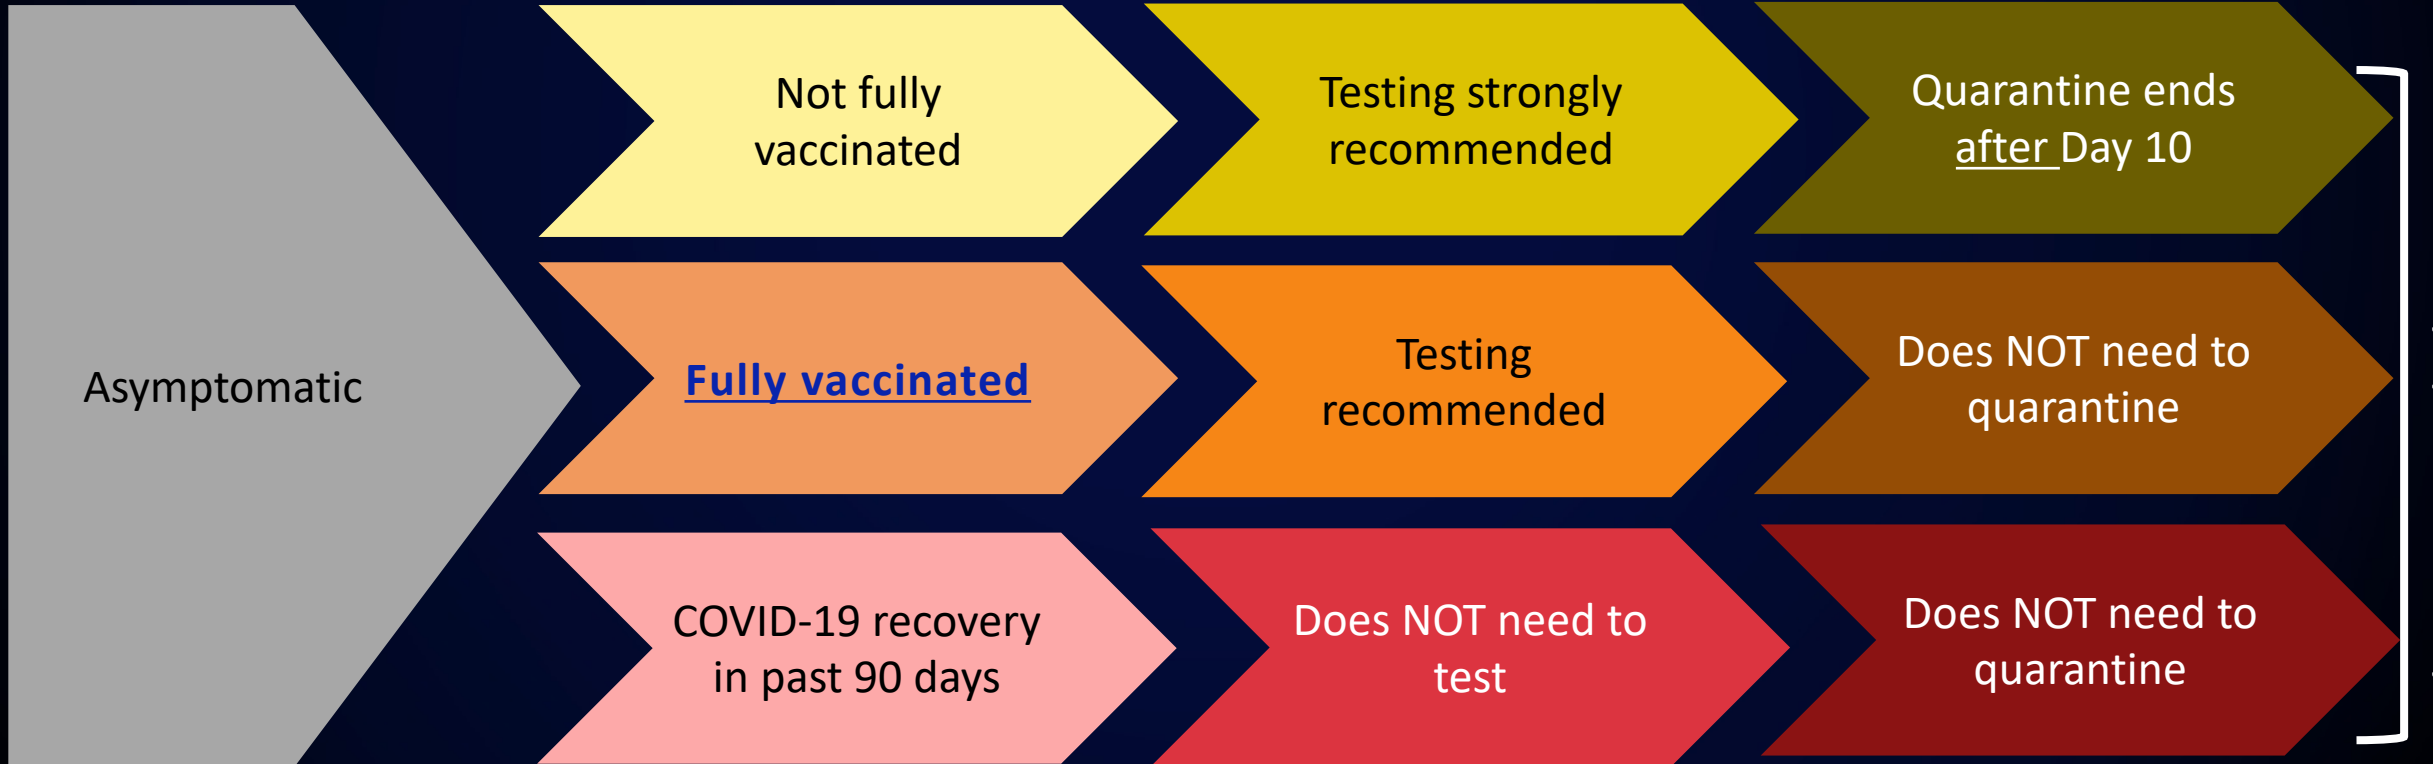 Asymptomatic
Not fully
vaccinated
Testing strongly
recommended
Quarantine ends
after Day 10
Fully vaccinated
Testing
recommended
Does NOT need to
quarantine
COVID-19 recovery
in past 90 days
Does NOT need to
test
Does NOT need to
quarantine